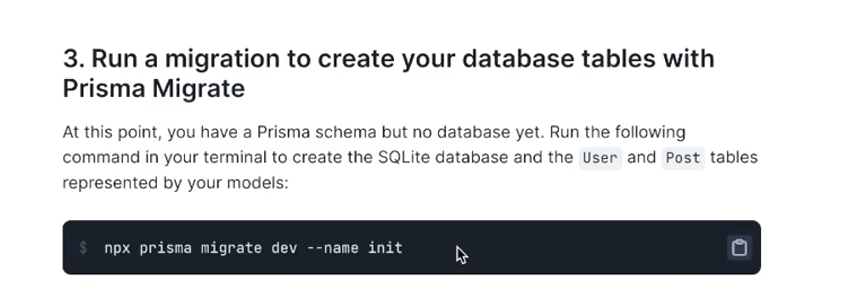 3. Run a migration to create your database tables with
Prisma Migrate
At this point, you have a Prisma schema but no database yet. Run the following
command in your terminal to create the SQLite database and the User and Post tables
represented by your models:
$ npx prisma migrate dev --name init